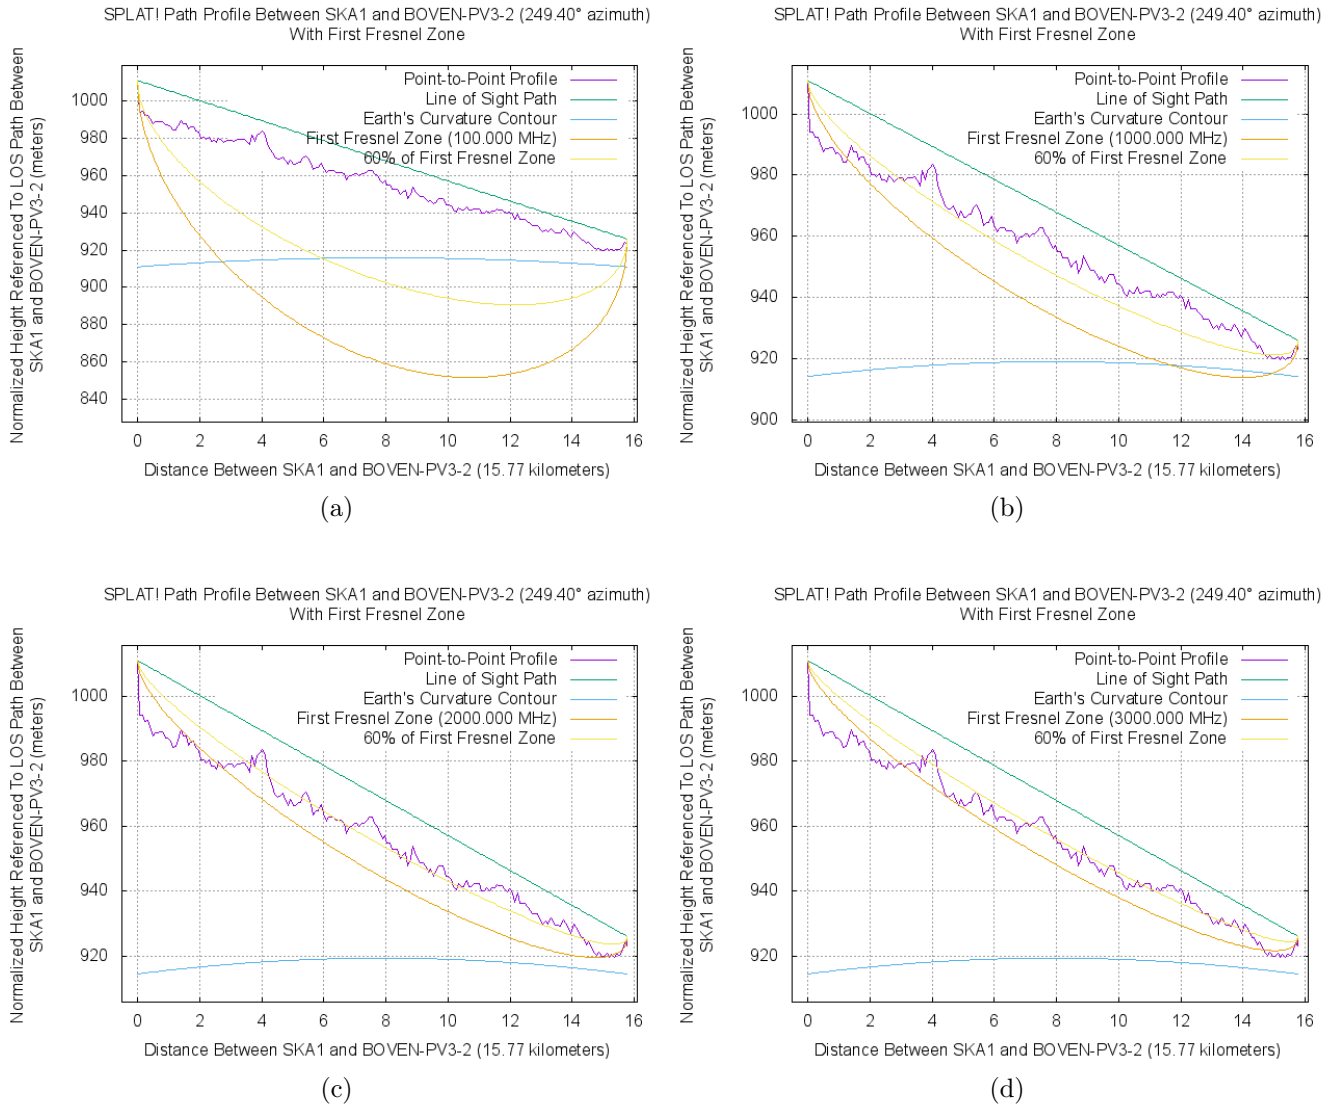 SPLAT! Path Profile Between SKA1 and BOVEN-PV3-2 (249.40° azimuth)
With First Fresnel Zone
Normalized Height Referenced To LOS Path Between
SKA1 and BOVEN-PV3-2 (meters)
Point-to-Point Profile
Line of Sight Path
Earth's Curvature Contour
First Fresnel Zone (100.000 MHz)
60% of First Fresnel Zone
1000
980
960
940
920
900
880
860
840
0 2 4 6 8 10 12 14 16
Distance Between SKA1 and BOVEN-PV3-2 (15.77 kilometers)
(a)
SPLAT! Path Profile Between SKA1 and BOVEN-PV3-2 (249.40° azimuth)
With First Fresnel Zone
Normalized Height Referenced To LOS Path Between
SKA1 and BOVEN-PV3-2 (meters)
Point-to-Point Profile
Line of Sight Path
Earth's Curvature Contour
First Fresnel Zone (1000.000 MHz)
60% of First Fresnel Zone
1000
980
960
940
920
900
0 2 4 6 8 10 12 14 16
Distance Between SKA1 and BOVEN-PV3-2 (15.77 kilometers)
(b)
SPLAT! Path Profile Between SKA1 and BOVEN-PV3-2 (249.40° azimuth)
With First Fresnel Zone
Normalized Height Referenced To LOS Path Between
SKA1 and BOVEN-PV3-2 (meters)
Point-to-Point Profile
Line of Sight Path
Earth's Curvature Contour
First Fresnel Zone (2000.000 MHz)
60% of First Fresnel Zone
1000
980
960
940
920
0 2 4 6 8 10 12 14 16
Distance Between SKA1 and BOVEN-PV3-2 (15.77 kilometers)
(c)
SPLAT! Path Profile Between SKA1 and BOVEN-PV3-2 (249.40° azimuth)
With First Fresnel Zone
Normalized Height Referenced To LOS Path Between
SKA1 and BOVEN-PV3-2 (meters)
Point-to-Point Profile
Line of Sight Path
Earth's Curvature Contour
First Fresnel Zone (3000.000 MHz)
60% of First Fresnel Zone
1000
980
960
940
920
0 2 4 6 8 10 12 14 16
Distance Between SKA1 and BOVEN-PV3-2 (15.77 kilometers)
(d)